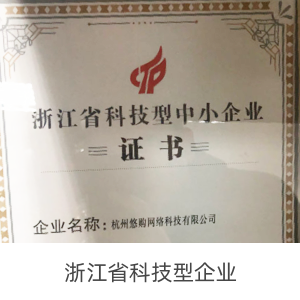 浙江省科技型中小企业
证书
企业名称：杭州悠购网络科技有限公司
浙江省科技型企业